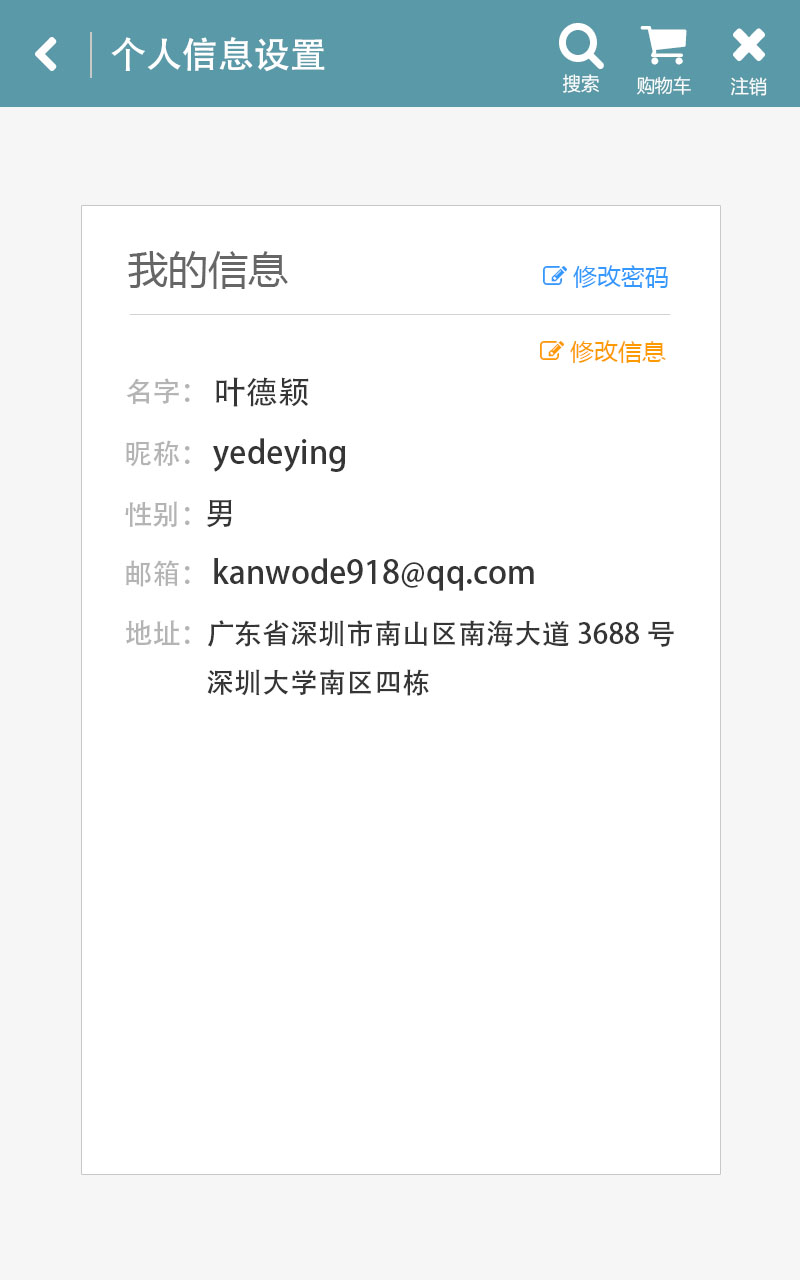 个人信息设置
搜索
购物车
注销
我的信息
修改密码
修改信息
名字：叶德颖
昵称：yedeying
性别：男
邮箱：kanwode918@qq.com
地址：广东省深圳市南山区南海大道 3688 号
深圳大学南区四栋